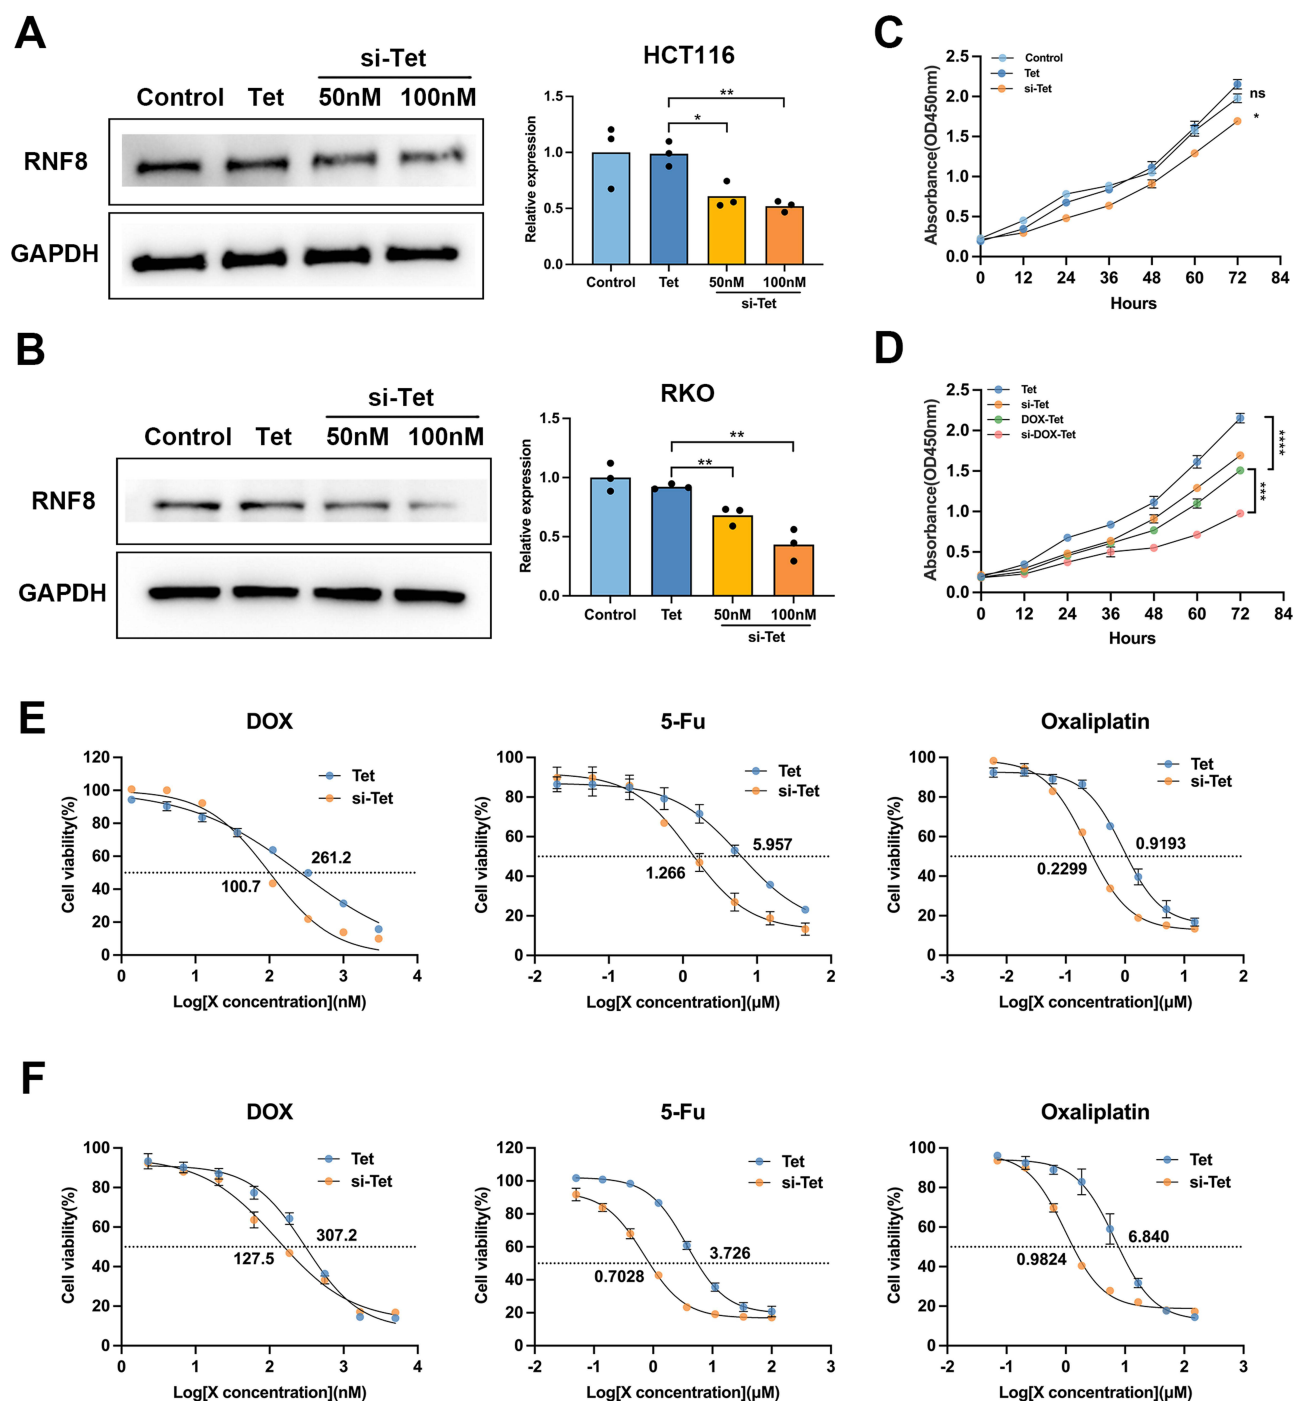 A
si-Tet
Control Tet 50nM 100nM
RNF8
GAPDH
HCT116
Relative expression
1.5
1.0
0.5
0.0
** 
*
Control Tet 50nM 100nM
si-Tet
C
Absorbance(OD450nm)
2.5
2.0
1.5
1.0
0.5
0.0
Control
Tet
si-Tet
ns
*
0 12 24 36 48 60 72 84
Hours
B
si-Tet
Control Tet 50nM 100nM
RNF8
GAPDH
RKO
Relative expression
1.5
1.0
0.5
0.0
**
**
Control Tet 50nM 100nM
si-Tet
D
Absorbance(OD450nm)
2.5
2.0
1.5
1.0
0.5
0.0
Tet
si-Tet
DOX-Tet
si-DOX-Tet
****
***
0 12 24 36 48 60 72 84
Hours
E
DOX
Cell viability(%)
120
100
80
60
40
20
0
Tet
si-Tet
261.2
100.7
0 1 2 3 4
Log[X concentration](nM)
5-Fu
Cell viability(%)
100
80
60
40
20
0
Tet
si-Tet
5.957
1.266
-2 -1 0 1 2
Log[X concentration](μM)
Oxaliplatin
Cell viability(%)
100
80
60
40
20
0
Tet
si-Tet
0.9193
0.2299
-3 -2 -1 0 1 2
Log[X concentration](μM)
F
DOX
Cell viability(%)
100
80
60
40
20
0
Tet
si-Tet
307.2
127.5
0 1 2 3 4
Log[X concentration](nM)
5-Fu
Cell viability(%)
120
100
80
60
40
20
0
Tet
si-Tet
3.726
0.7028
-2 -1 0 1 2 3
Log[X concentration](μM)
Oxaliplatin
Cell viability(%)
100
80
60
40
20
0
Tet
si-Tet
6.840
0.9824
-2 -1 0 1 2 3
Log[X concentration](μM)